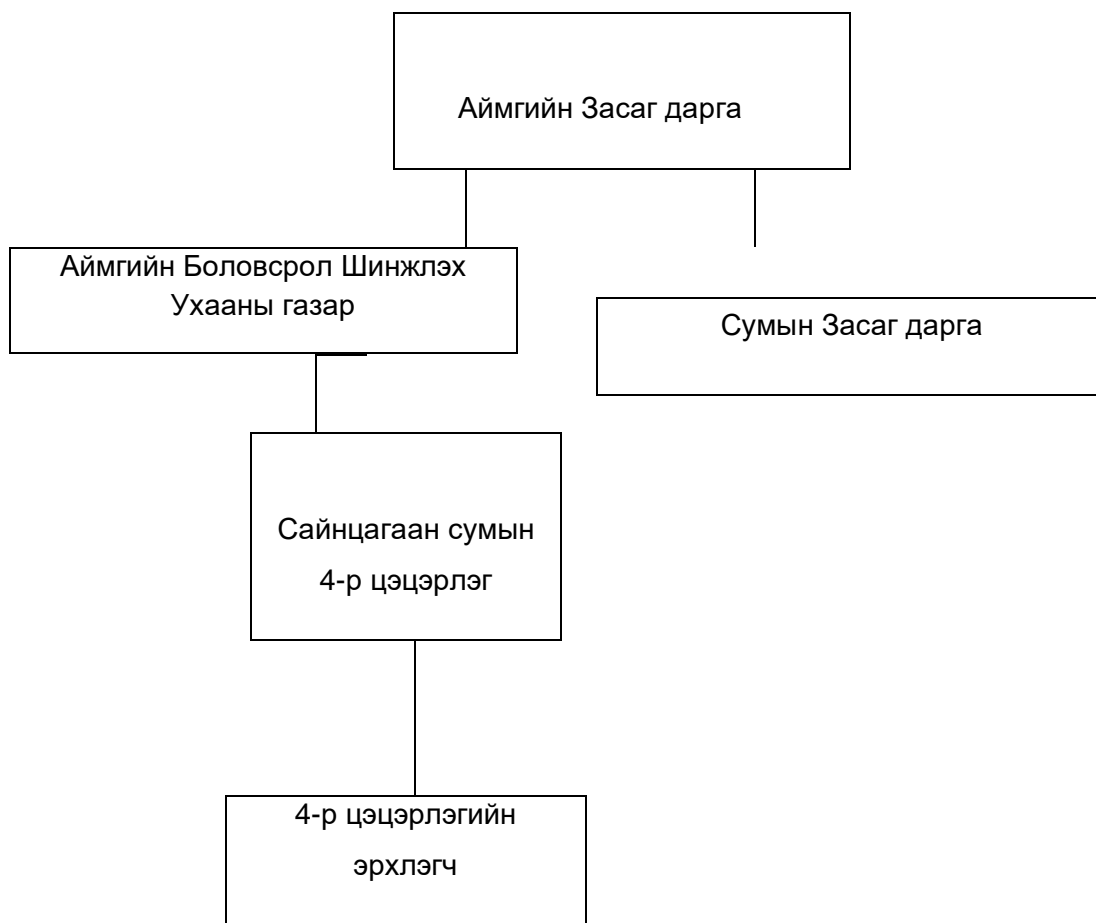 Аймгийн Засаг дарга
Аймгийн Боловсрол Шинжлэх
Ухааны газар
Сумын Засаг дарга
Сайнцагаан сумын
4-р цэцэрлэг
4-р цэцэрлэгийн
эрхлэгч